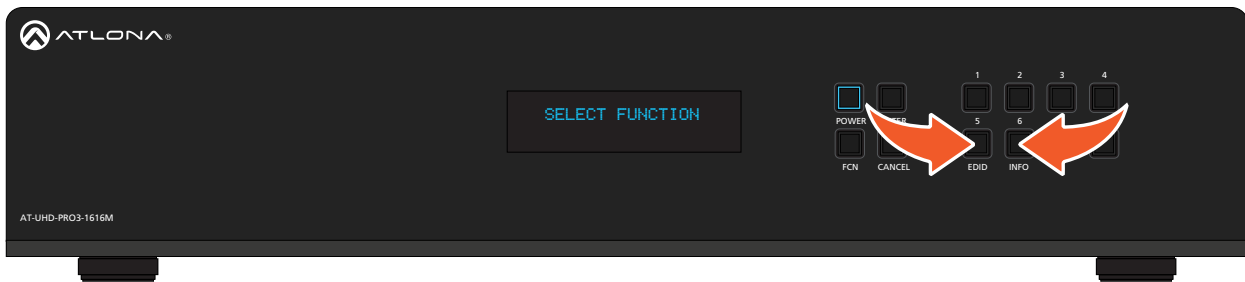 ATLONA®
SELECT FUNCTION
1 2 3 4
POWER 5 6
FCN CANCEL EDID INFO
AT-UHD-PRO3-1616M